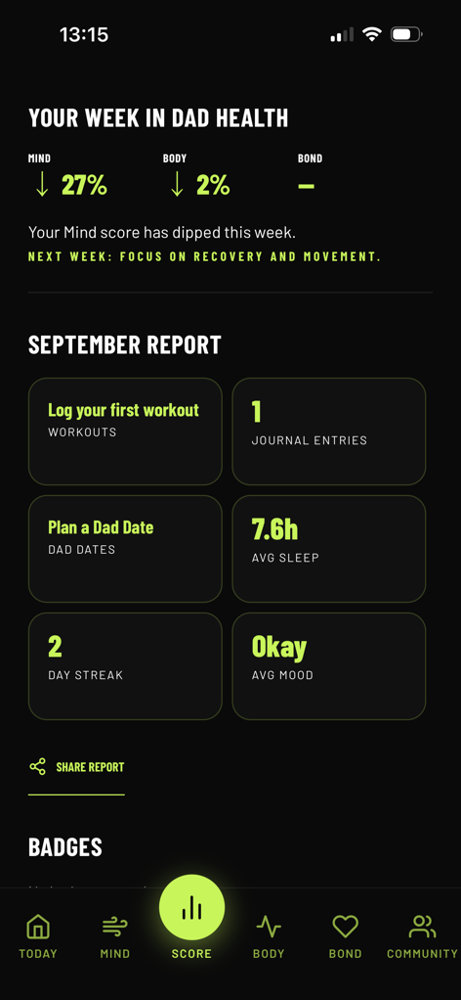 13:15
YOUR WEEK IN DAD HEALTH
MIND BODY BOND
↓ 27% ↓ 2% –
Your Mind score has dipped this week.
NEXT WEEK: FOCUS ON RECOVERY AND MOVEMENT.
SEPTEMBER REPORT
Log your first workout
WORKOUTS
1
JOURNAL ENTRIES
Plan a Dad Date
DAD DATES
7.6h
AVG SLEEP
2
DAY STREAK
Okay
AVG MOOD
SHARE REPORT
BADGES
TODAY MIND SCORE BODY BOND COMMUNITY